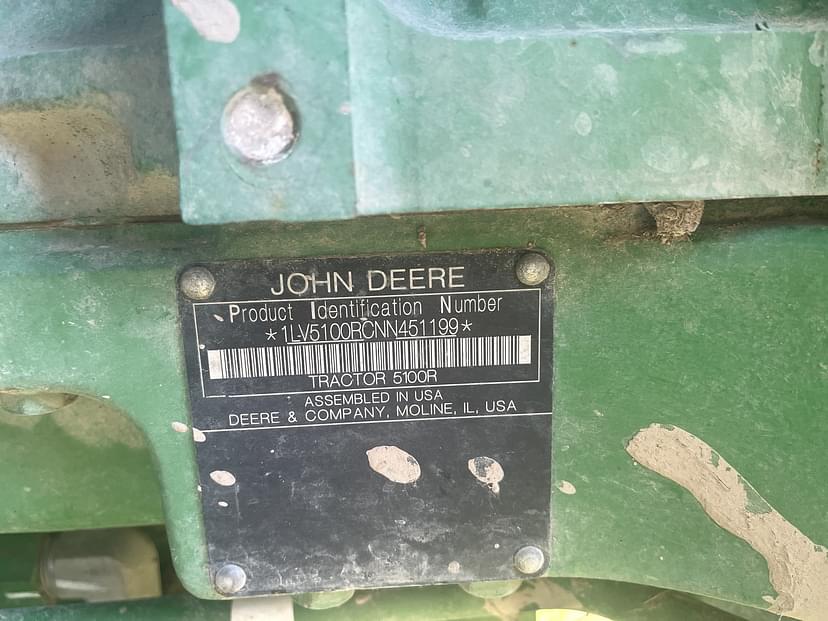 JOHN DEERE
Product Identification Number
*1LV5100RCNN451199*
TRACTOR 5100R
ASSEMBLED IN USA
DEERE & COMPANY, MOLINE, IL, USA